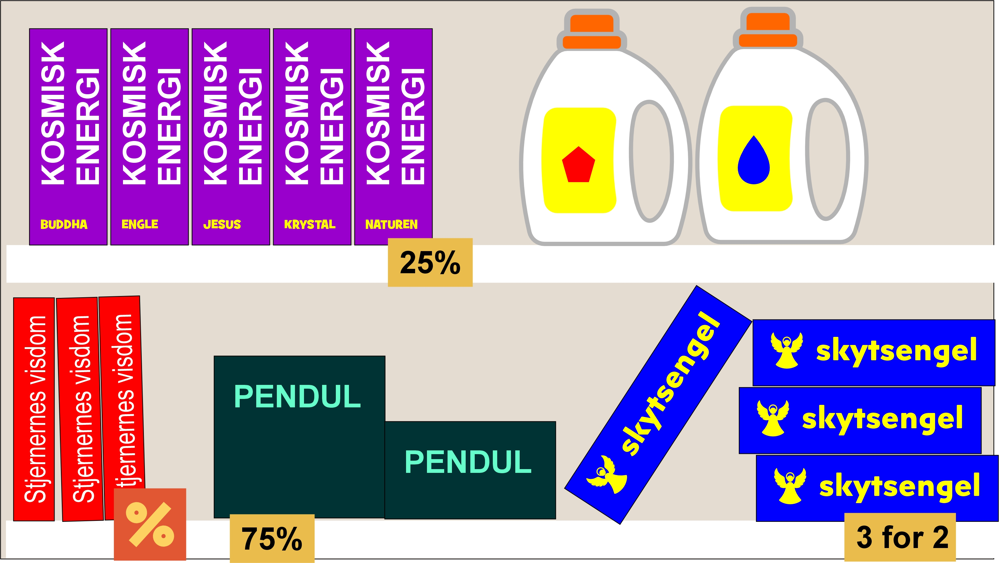 KOSMISK
ENERGI
BUDDHA
KOSMISK
ENERGI
ENGLE
KOSMISK
ENERGI
JESUS
KOSMISK
ENERGI
KRYSTAL
KOSMISK
ENERGI
NATUREN
25%
Stjernernes visdom
Stjernernes visdom
tjernernes visdom
%
PENDUL
PENDUL
75%
skytsengel
skytsengel
skytsengel
skytsengel
3 for 2